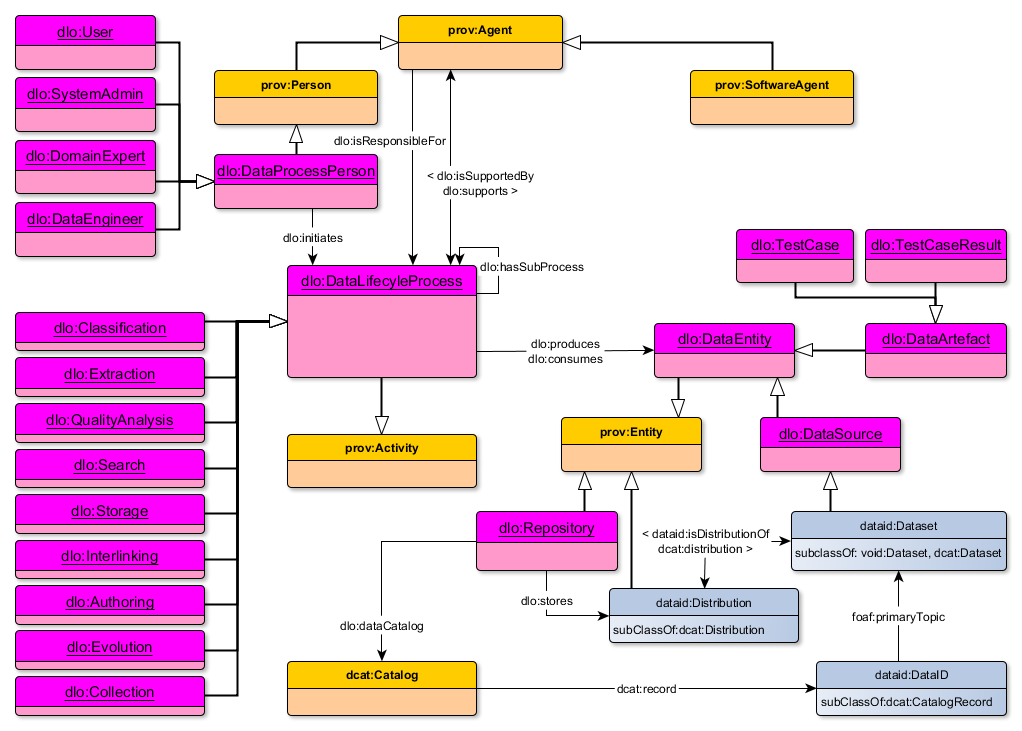 dlo:User
prov:Agent
dlo:SystemAdmin
prov:Person
prov:SoftwareAgent
dlo:DomainExpert
dlo:isResponsibleFor
dlo:DataProcessPerson
< dlo:isSupportedBy
dlo:supports >
dlo:DataEngineer
dlo:initiates
dlo:TestCase
dlo:TestCaseResult
dlo:hasSubProcess
dlo:DataLifecyleProcess
dlo:Classification
dlo:produces
dlo:consumes
dlo:DataEntity
dlo:DataArtefact
dlo:Extraction
dlo:QualityAnalysis
prov:Activity
prov:Entity
dlo:DataSource
dlo:Search
dlo:Storage
dlo:Repository
< dataid:isDistributionOf
dcat:distribution >
dataid:Dataset
subclassOf: void:Dataset, dcat:Dataset
dlo:Interlinking
dlo:Authoring
dlo:stores
dataid:Distribution
subClassOf:dcat:Distribution
foaf:primaryTopic
dlo:dataCatalog
dlo:Evolution
dcat:Catalog
dcat:record
dataid:DataID
subClassOf:dcat:CatalogRecord
dlo:Collection